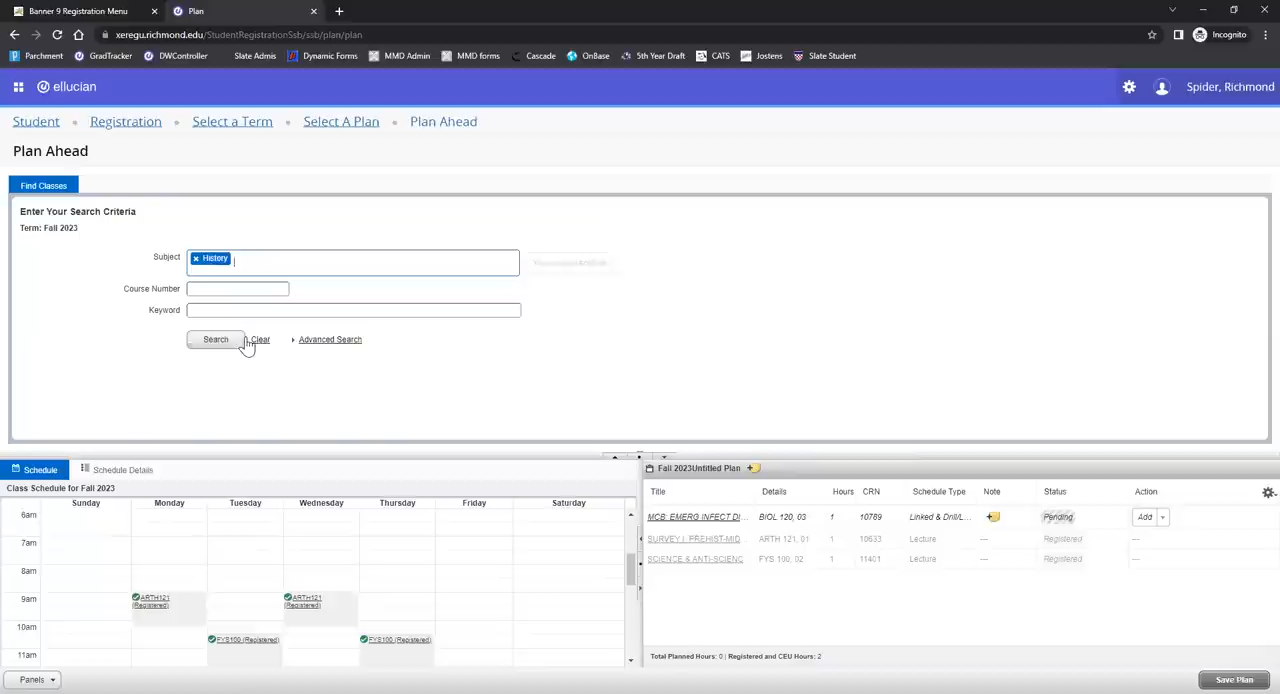 Banner 9 Registration Menu
Plan
xeregu.richmond.edu/StudentRegistrationSsb/ssb/plan/plan
Incognito
Parchment GradTracker DWController Slate Admis Dynamic Forms MMD Admin MMD forms Cascade OnBase 5th Year Draft CATS Jostens Slate Student
ellucian
Spider, Richmond
Student Registration Select a Term Select A Plan Plan Ahead
Plan Ahead
Find Classes
Enter Your Search Criteria
Term: Fall 2023
Subject
History
Course Number
Keyword
Search
Clear
Advanced Search
Schedule
Schedule Details
Class Schedule for Fall 2023
Sunday Monday Tuesday Wednesday Thursday Friday Saturday
6am
7am
8am
9am
ARTH121
(Registered)
ARTH121
(Registered)
10am
FYS100 (Registered)
FYS100 (Registered)
11am
Fall 2023Untitled Plan
Title Details Hours CRN Schedule Type Note Status Action
MCB: EMERG INFECT DI... BIOL 120, 03 1 10789 Linked & Drill/L... Pending Add
SURVEY I: PREHIST-MID ARTH 121, 01 1 10633 Lecture — Registered —
SCIENCE & ANTI-SCIENC FYS 100, 02 1 11401 Lecture — Registered —
Total Planned Hours: 0 | Registered and CEU Hours: 2
Panels
Save Plan